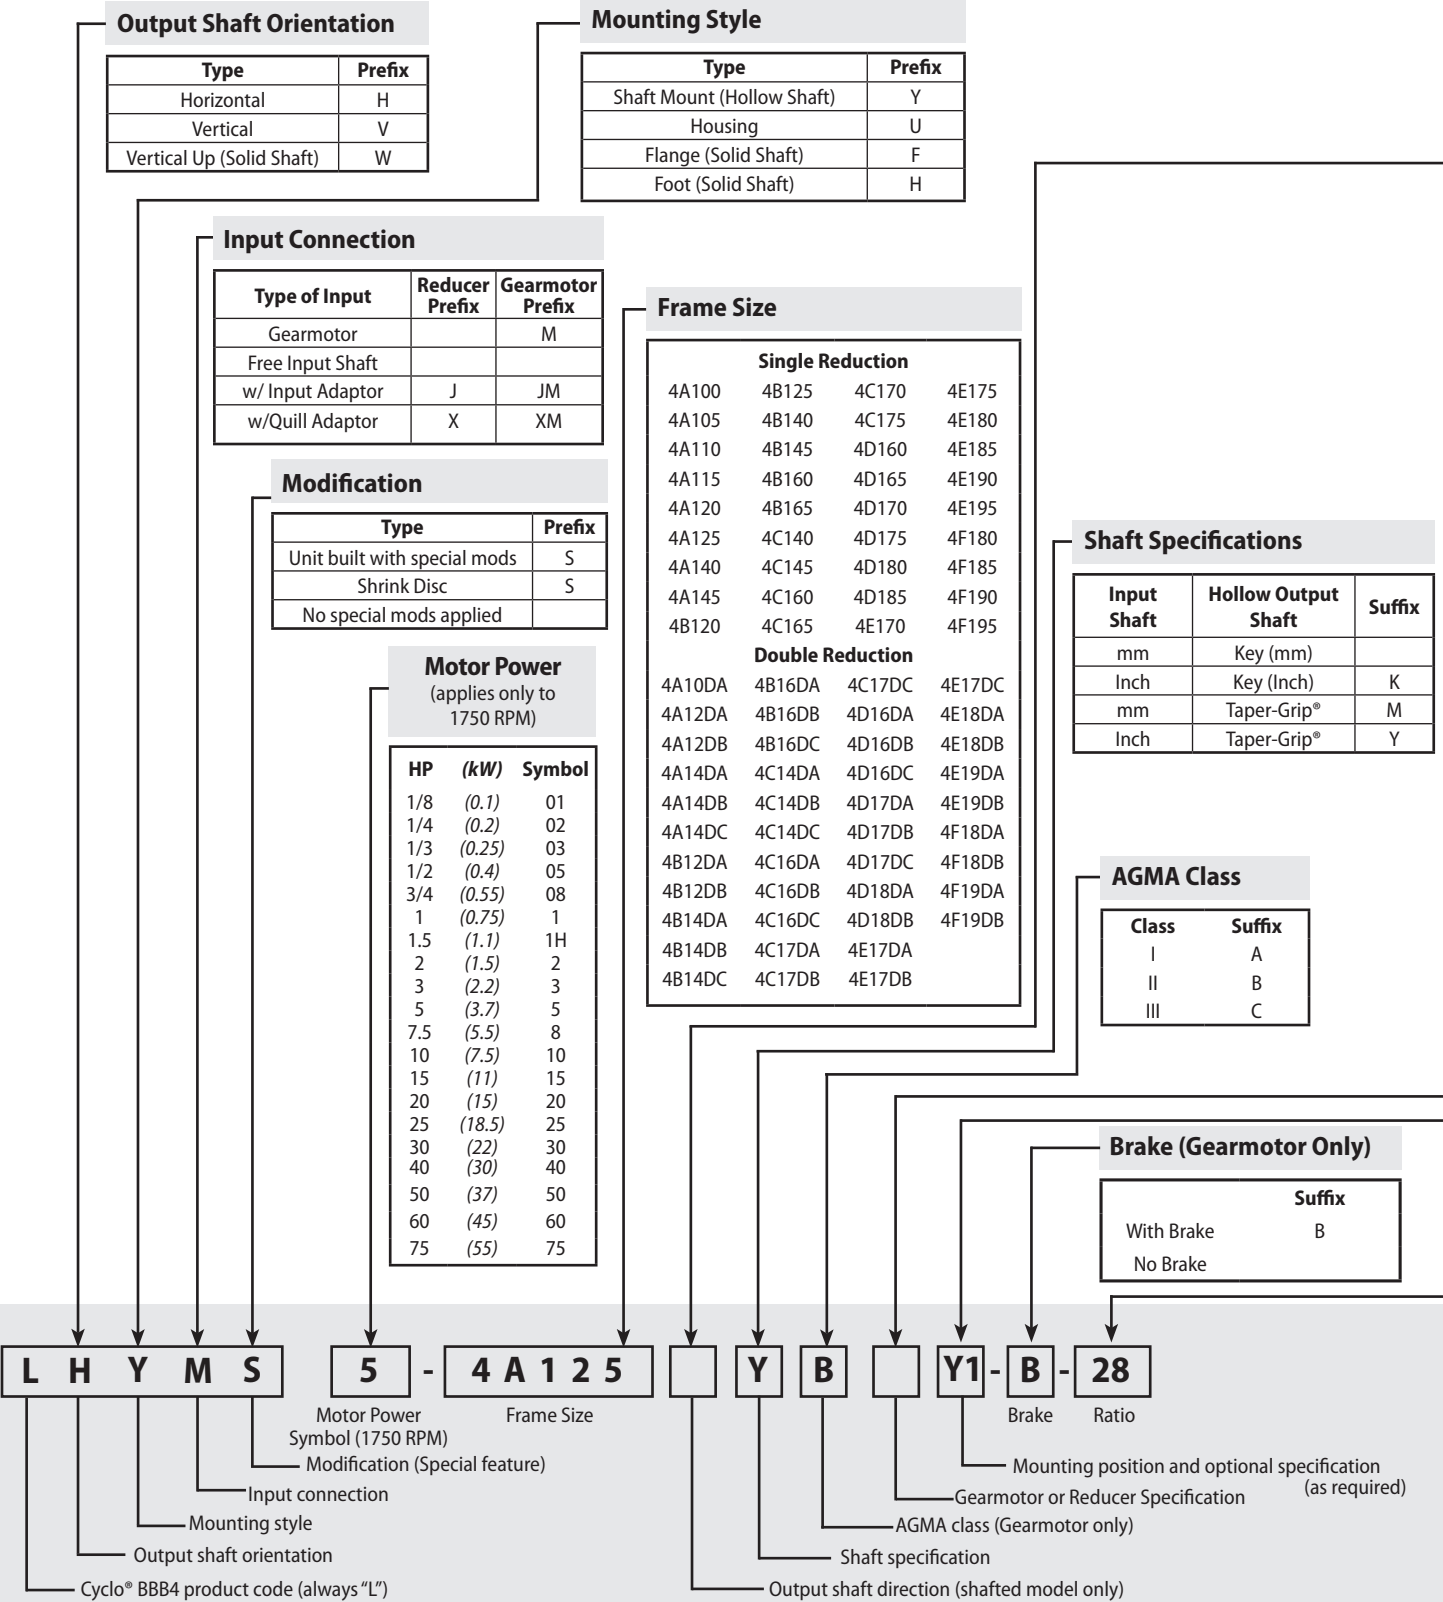 Output Shaft Orientation
Type Prefix
Horizontal H
Vertical V
Vertical Up (Solid Shaft) W
Mounting Style
Type Prefix
Shaft Mount (Hollow Shaft) Y
Housing U
Flange (Solid Shaft) F
Foot (Solid Shaft) H
Input Connection
Type of Input Reducer Prefix Gearmotor Prefix
Gearmotor M
Free Input Shaft
w/ Input Adaptor J JM
w/Quill Adaptor X XM
Modification
Type Prefix
Unit built with special mods S
Shrink Disc S
No special mods applied
Motor Power
(applies only to
1750 RPM)
HP (kW) Symbol
1/8 (0.1) 01
1/4 (0.2) 02
1/3 (0.25) 03
1/2 (0.4) 05
3/4 (0.55) 08
1 (0.75) 1
1.5 (1.1) 1H
2 (1.5) 2
3 (2.2) 3
5 (3.7) 5
7.5 (5.5) 8
10 (7.5) 10
15 (11) 15
20 (15) 20
25 (18.5) 25
30 (22) 30
40 (30) 40
50 (37) 50
60 (45) 60
75 (55) 75
Frame Size
Single Reduction
4A100 4B125 4C170 4E175
4A105 4B140 4C175 4E180
4A110 4B145 4D160 4E185
4A115 4B160 4D165 4E190
4A120 4B165 4D170 4E195
4A125 4C140 4D175 4F180
4A140 4C145 4D180 4F185
4A145 4C160 4D185 4F190
4B120 4C165 4E170 4F195
Double Reduction
4A10DA 4B16DA 4C17DC 4E17DC
4A12DA 4B16DB 4D16DA 4E18DA
4A12DB 4B16DC 4D16DB 4E18DB
4A14DA 4C14DA 4D16DC 4E19DA
4A14DB 4C14DB 4D17DA 4E19DB
4A14DC 4C14DC 4D17DB 4F18DA
4B12DA 4C16DA 4D17DC 4F18DB
4B12DB 4C16DB 4D18DA 4F19DA
4B14DA 4C16DC 4D18DB 4F19DB
4B14DB 4C17DA 4E17DA
4B14DC 4C17DB 4E17DB
Shaft Specifications
Input Shaft Hollow Output Shaft Suffix
mm Key (mm)
Inch Key (Inch) K
mm Taper-Grip® M
Inch Taper-Grip® Y
AGMA Class
Class Suffix
I A
II B
III C
Brake (Gearmotor Only)
Suffix
With Brake B
No Brake
L H Y M S 5 - 4 A 1 2 5 Y B Y1 - B - 28
Motor Power
Symbol (1750 RPM)
Frame Size
Brake
Ratio
Modification (Special feature)
Input connection
Mounting style
Output shaft orientation
Cyclo® BBB4 product code (always “L”)
Mounting position and optional specification
(as required)
Gearmotor or Reducer Specification
AGMA class (Gearmotor only)
Shaft specification
Output shaft direction (shafted model only)